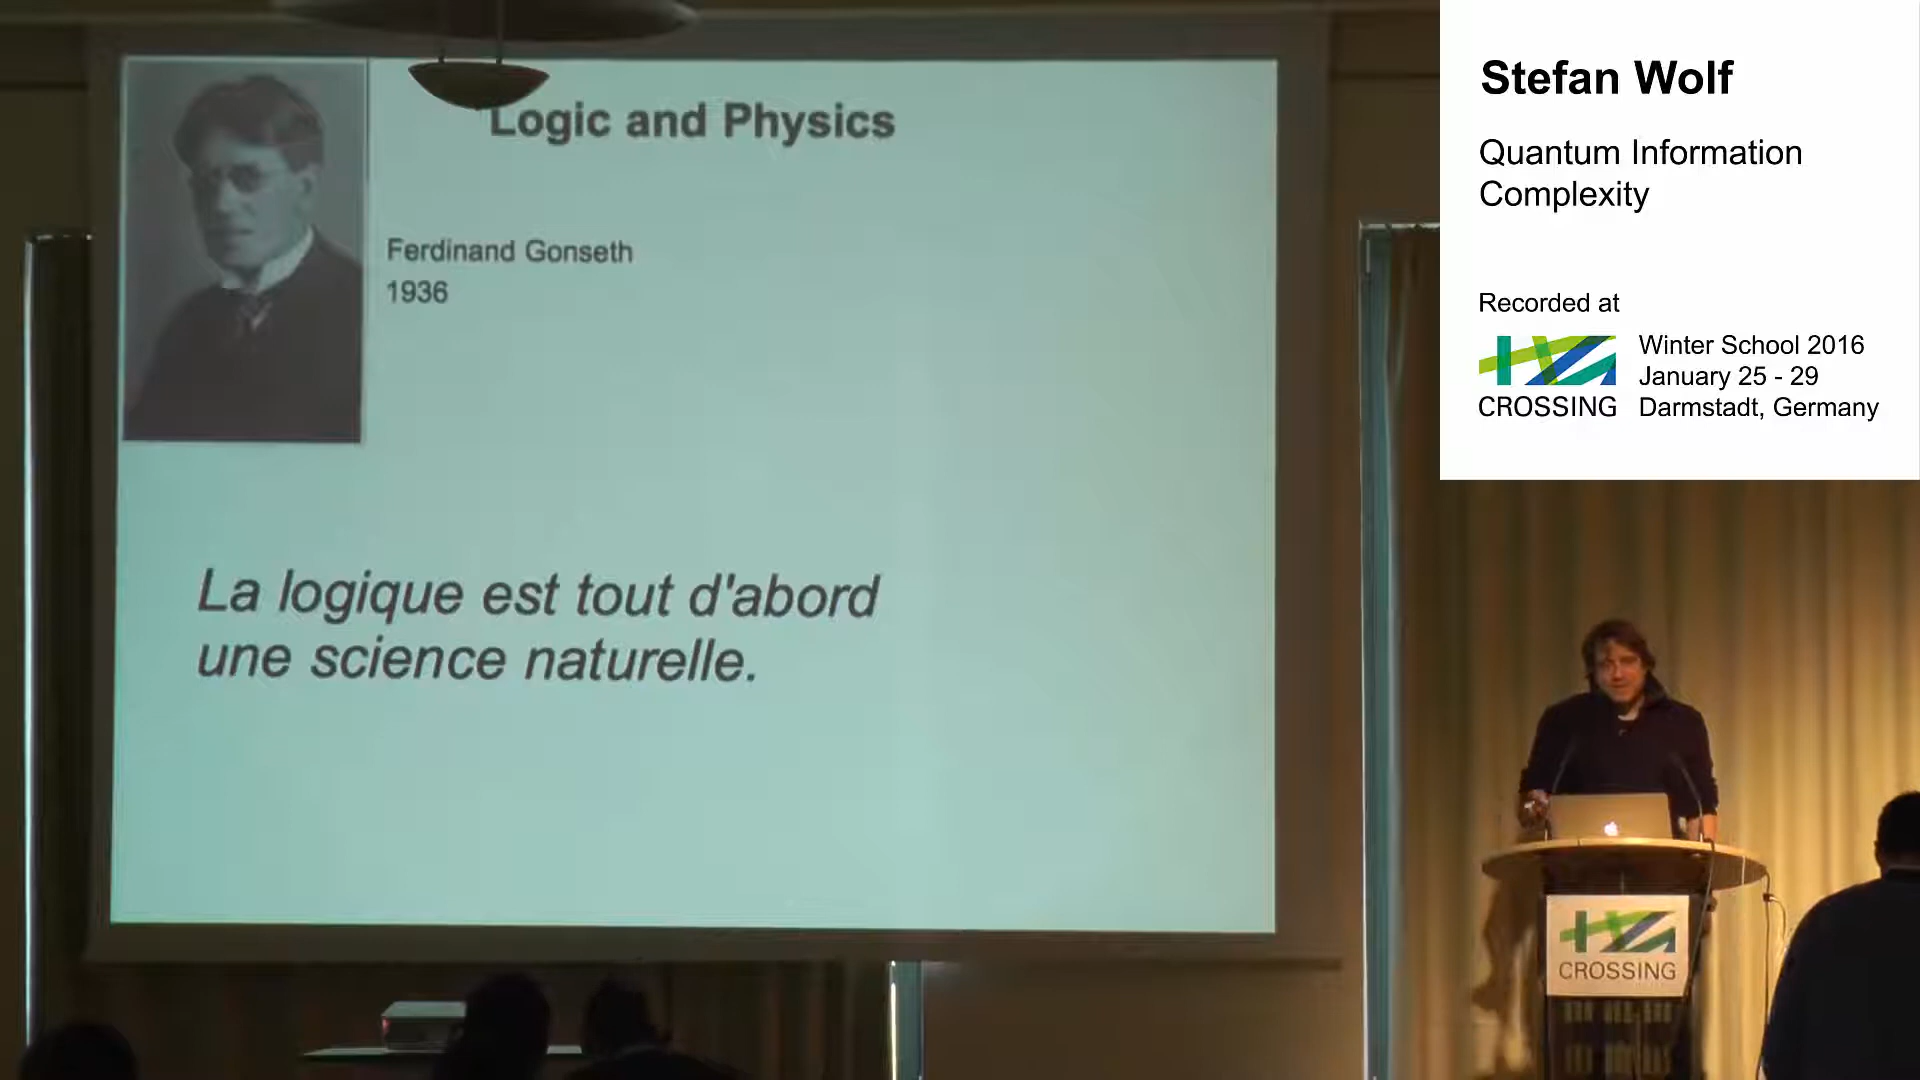 Logic and Physics
Ferdinand Gonseth
1936
La logique est tout d'abord
une science naturelle.
Stefan Wolf
Quantum Information
Complexity
Recorded at
CROSSING
Winter School 2016
January 25 - 29
Darmstadt, Germany
CROSSING